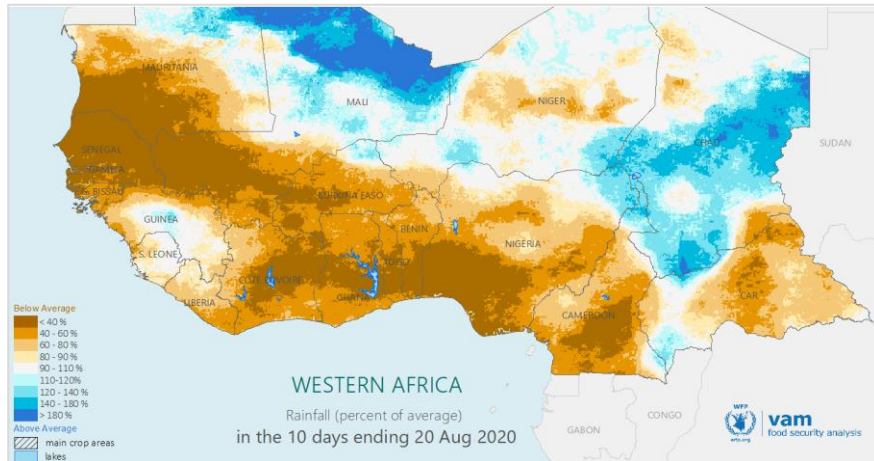 MAURITANIA
MALI
NIGER
CHAD
SUDAN
SENEGAL
BURKINA FASO
GUINEA
BENIN
NIGERIA
S. LEONE
COTE D'IVOIRE
TOGO
GHANA
LIBERIA
CAMEROON
CAR
GABON
CONGO
Below Average
< 40 %
40 - 60 %
60 - 80 %
80 - 90 %
90 - 110 %
110-120%
120 - 140 %
140 - 180 %
> 180 %
Above Average
main crop areas
lakes
WESTERN AFRICA
Rainfall (percent of average)
in the 10 days ending 20 Aug 2020
WFP
wfp.org
vam
food security analysis